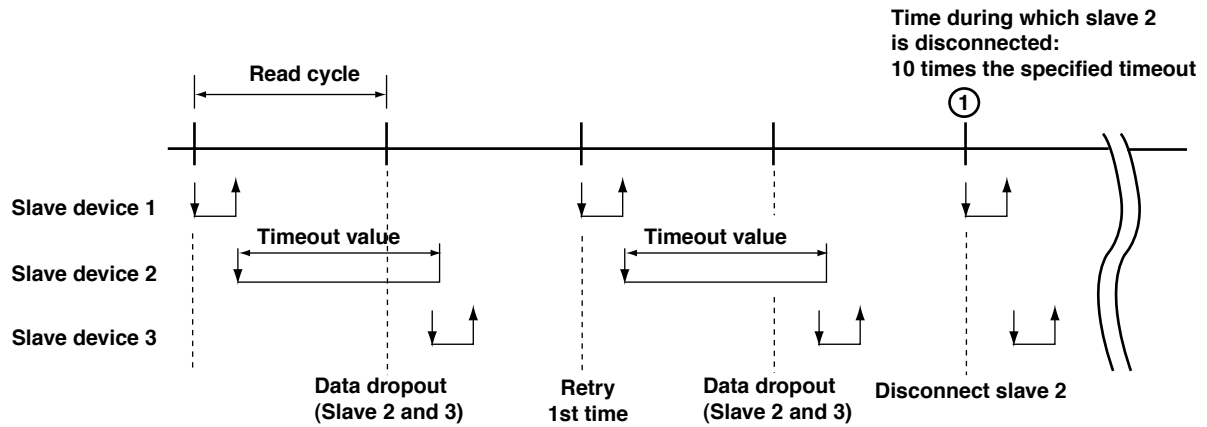 Time during which slave 2
is disconnected:
10 times the specified timeout
Read cycle
1
Slave device 1
Timeout value
Timeout value
Slave device 2
Slave device 3
Data dropout
(Slave 2 and 3)
Retry
1st time
Data dropout
(Slave 2 and 3)
Disconnect slave 2